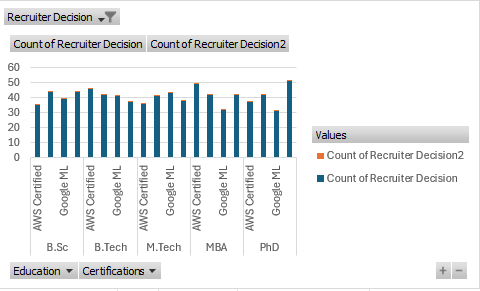 Recruiter Decision
Count of Recruiter Decision Count of Recruiter Decision2
60
50
40
30
20
10
0
AWS Certified
Google ML
AWS Certified
Google ML
AWS Certified
Google ML
AWS Certified
Google ML
AWS Certified
Google ML
B.Sc B.Tech M.Tech MBA PhD
Values
Count of Recruiter Decision2
Count of Recruiter Decision
Education Certifications
+ −